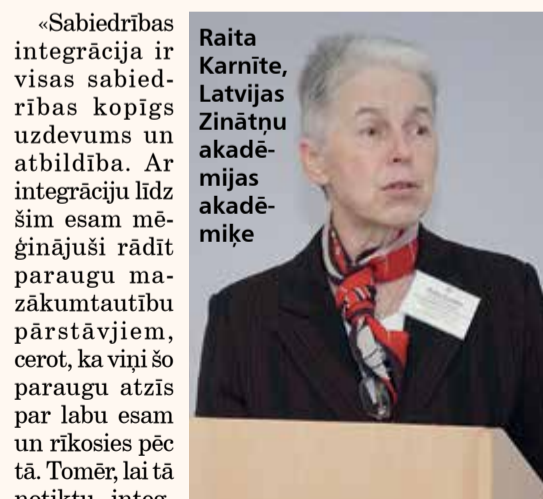 «Sabiedrības
integrācija ir
visas sabied-
rības kopīgs
uzdevums un
atbildība. Ar
integrāciju līdz
šim esam mē-
ģinājuši rādīt
paraugu ma-
zākumtautību
pārstāvjiem,
cerot, ka viņi šo
paraugu atzīs
par labu esam
un rīkosies pēc
tā. Tomēr, lai tā
notiktu, integ-
Raita
Karnīte,
Latvijas
Zinātņu
akadē-
mijas
akadē-
miķe